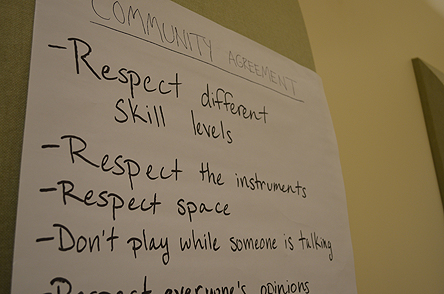 COMMUNITY AGREEMENT
-Respect different
skill levels
-Respect the instruments
-Respect space
-Don't play while someone is talking
-Respect everyone's opinions